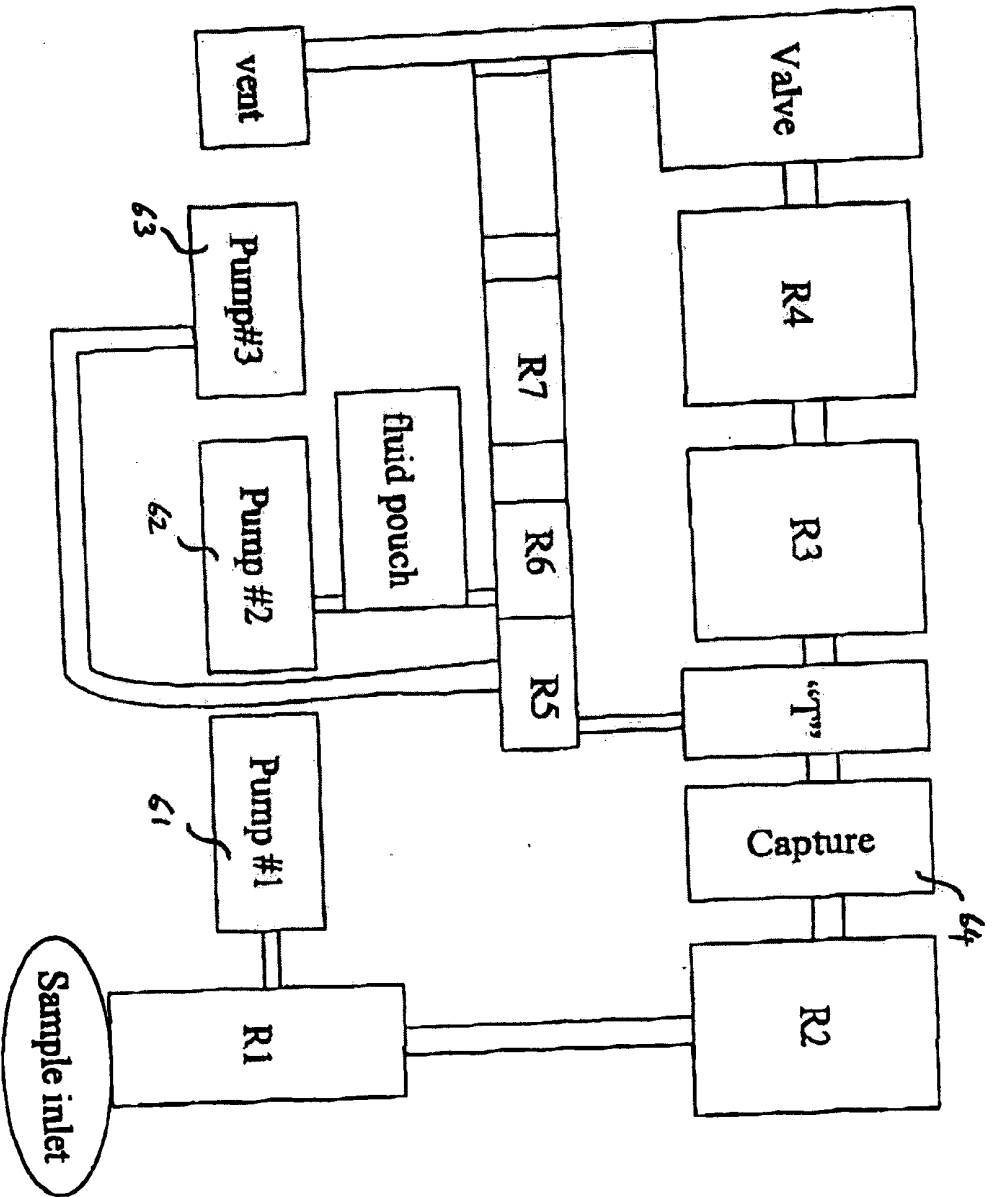 Valve
R4
R3
“T”
Capture
64
R2
R7
R6
R5
fluid pouch
vent
Pump#3
63
Pump #2
62
Pump #1
61
R1
Sample inlet